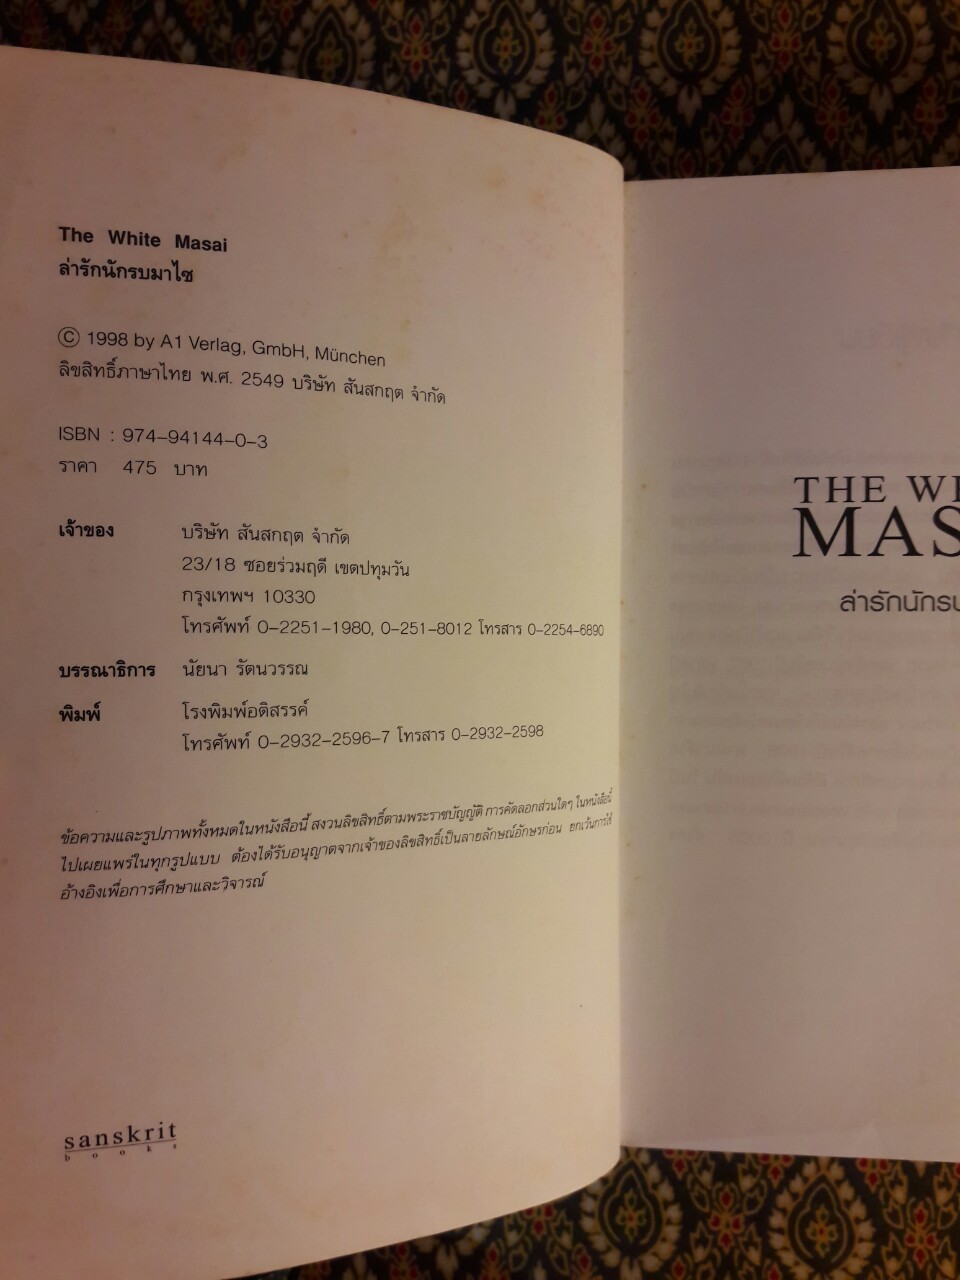 The White Masai
ล่ารักนักรบมาไซ
© 1998 by A1 Verlag, GmbH, München
ลิขสิทธิ์ภาษาไทย พ.ศ. 2549 บริษัท สันสกฤต จำกัด
ISBN : 974-94144-0-3
ราคา 475 บาท
เจ้าของ บริษัท สันสกฤต จำกัด
23/18 ซอยร่วมฤดี เขตปทุมวัน
กรุงเทพฯ 10330
โทรศัพท์ 0-2251-1980, 0-251-8012 โทรสาร 0-2254-6890
บรรณาธิการ นัยนา รัตนวรรณ
พิมพ์ โรงพิมพ์อติสรรค์
โทรศัพท์ 0-2932-2596-7 โทรสาร 0-2932-2598
ข้อความและรูปภาพทั้งหมดในหนังสือนี้ สงวนลิขสิทธิ์ตามพระราชบัญญัติ การคัดลอกส่วนใดๆ ในหนังสือนี้
ไปเผยแพร่ในทุกรูปแบบ ต้องได้รับอนุญาตจากเจ้าของลิขสิทธิ์เป็นลายลักษณ์อักษรก่อน ยกเว้นการใช้
อ้างอิงเพื่อการศึกษาและวิจารณ์
sanskrit
books
THE WH
MAS
ล่ารักนักรบ